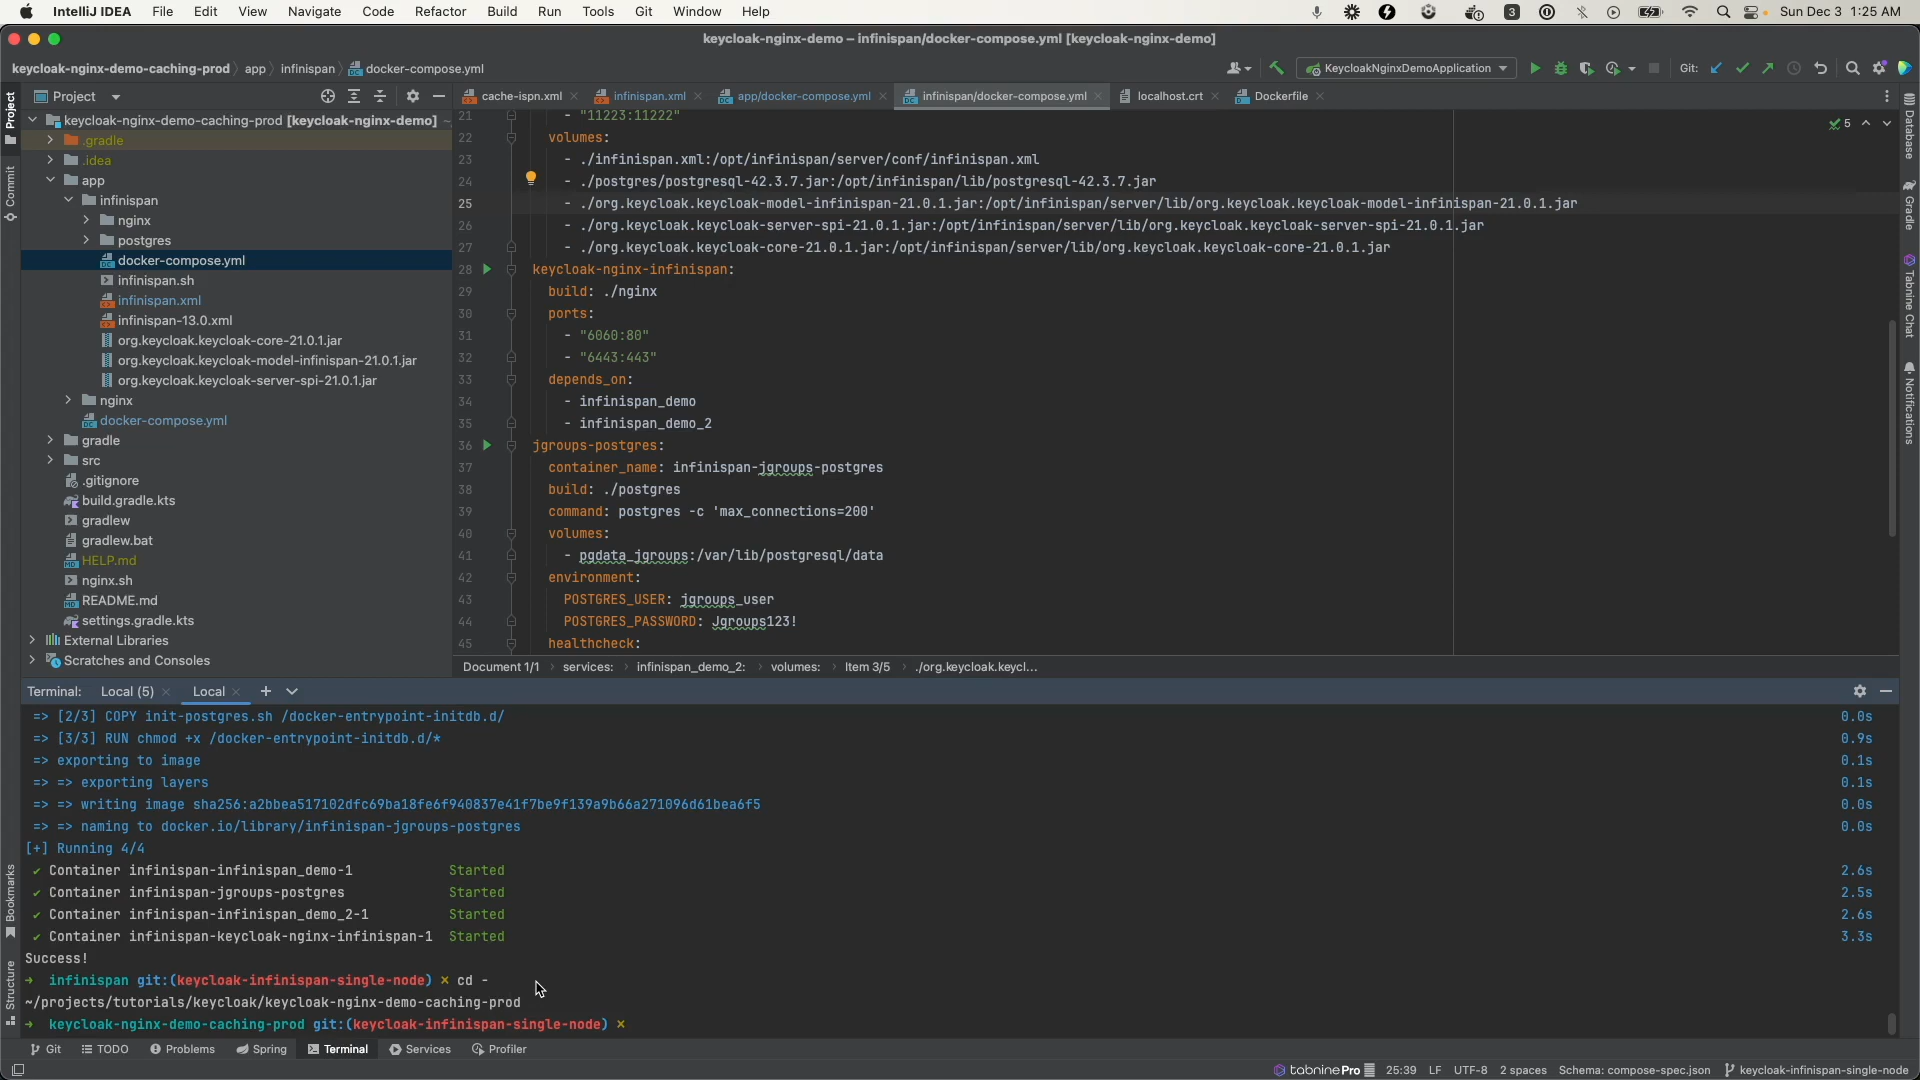 IntelliJ IDEA File Edit View Navigate Code Refactor Build Run Tools Git Window Help 3 Sun Dec 3 1:25 AM
keycloak-nginx-demo – infinispan/docker-compose.yml [keycloak-nginx-demo]
keycloak-nginx-demo-caching-prod app infinispan docker-compose.yml KeycloakNginxDemoApplication Git:
Project
cache-ispn.xml infinispan.xml app/docker-compose.yml infinispan/docker-compose.yml localhost.crt Dockerfile
Project
Commit
keycloak-nginx-demo-caching-prod [keycloak-nginx-demo] ~
.gradle
.idea
app
infinispan
nginx
postgres
docker-compose.yml
infinispan.sh
infinispan.xml
infinispan-13.0.xml
org.keycloak.keycloak-core-21.0.1.jar
org.keycloak.keycloak-model-infinispan-21.0.1.jar
org.keycloak.keycloak-server-spi-21.0.1.jar
nginx
docker-compose.yml
gradle
src
.gitignore
build.gradle.kts
gradlew
gradlew.bat
HELP.md
nginx.sh
README.md
settings.gradle.kts
External Libraries
Scratches and Consoles
21 - "11223:11222"
22 volumes:
23 - ./infinispan.xml:/opt/infinispan/server/conf/infinispan.xml
24 - ./postgres/postgresql-42.3.7.jar:/opt/infinispan/lib/postgresql-42.3.7.jar
25 - ./org.keycloak.keycloak-model-infinispan-21.0.1.jar:/opt/infinispan/server/lib/org.keycloak.keycloak-model-infinispan-21.0.1.jar
26 - ./org.keycloak.keycloak-server-spi-21.0.1.jar:/opt/infinispan/server/lib/org.keycloak.keycloak-server-spi-21.0.1.jar
27 - ./org.keycloak.keycloak-core-21.0.1.jar:/opt/infinispan/server/lib/org.keycloak.keycloak-core-21.0.1.jar
28 keycloak-nginx-infinispan:
29 build: ./nginx
30 ports:
31 - "6060:80"
32 - "6443:443"
33 depends_on:
34 - infinispan_demo
35 - infinispan_demo_2
36 jgroups-postgres:
37 container_name: infinispan-jgroups-postgres
38 build: ./postgres
39 command: postgres -c 'max_connections=200'
40 volumes:
41 - pgdata_jgroups:/var/lib/postgresql/data
42 environment:
43 POSTGRES_USER: jgroups_user
44 POSTGRES_PASSWORD: Jgroups123!
45 healthcheck:
5
Database
Gradle
Tabnine Chat
Notifications
Document 1/1 services: infinispan_demo_2: volumes: Item 3/5 ./org.keycloak.keycl...
Terminal: Local (5) Local
=> [2/3] COPY init-postgres.sh /docker-entrypoint-initdb.d/ 0.0s
=> [3/3] RUN chmod +x /docker-entrypoint-initdb.d/* 0.9s
=> exporting to image 0.1s
=> => exporting layers 0.1s
=> => writing image sha256:a2bbea517102dfc69ba18fe6f940837e41f7be9f139a9b66a271096d61bea6f5 0.0s
=> => naming to docker.io/library/infinispan-jgroups-postgres 0.0s
[+] Running 4/4
✔ Container infinispan-infinispan_demo-1 Started 2.6s
✔ Container infinispan-jgroups-postgres Started 2.5s
✔ Container infinispan-infinispan_demo_2-1 Started 2.6s
✔ Container infinispan-keycloak-nginx-infinispan-1 Started 3.3s
Success!
→ infinispan git:(keycloak-infinispan-single-node) × cd -
~/projects/tutorials/keycloak/keycloak-nginx-demo-caching-prod
→ keycloak-nginx-demo-caching-prod git:(keycloak-infinispan-single-node) ×
Bookmarks
Structure
Git TODO Problems Spring Terminal Services Profiler
tabnine Pro 25:39 LF UTF-8 2 spaces Schema: compose-spec.json keycloak-infinispan-single-node